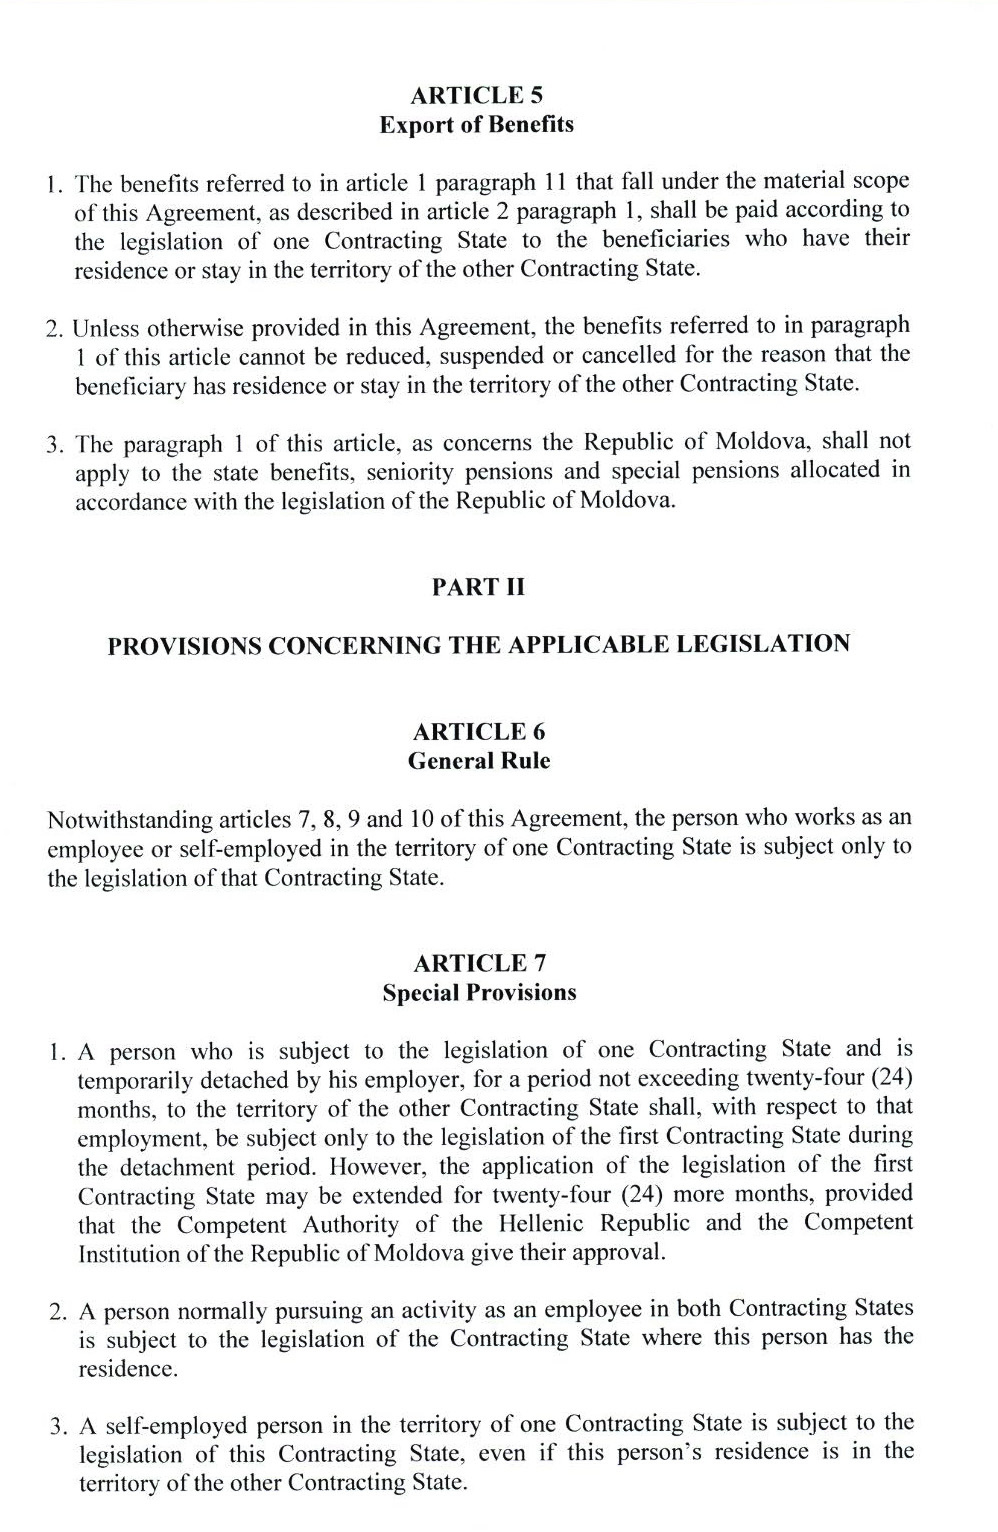 ARTICLE 5
Export of Benefits
1. The benefits referred to in article 1 paragraph 11 that fall under the material scope
of this Agreement, as described in article 2 paragraph 1, shall be paid according to
the legislation of one Contracting State to the beneficiaries who have their
residence or stay in the territory of the other Contracting State.
2. Unless otherwise provided in this Agreement, the benefits referred to in paragraph
1 of this article cannot be reduced, suspended or cancelled for the reason that the
beneficiary has residence or stay in the territory of the other Contracting State.
3. The paragraph 1 of this article, as concerns the Republic of Moldova, shall not
apply to the state benefits, seniority pensions and special pensions allocated in
accordance with the legislation of the Republic of Moldova.
PART II
PROVISIONS CONCERNING THE APPLICABLE LEGISLATION
ARTICLE 6
General Rule
Notwithstanding articles 7, 8, 9 and 10 of this Agreement, the person who works as an
employee or self-employed in the territory of one Contracting State is subject only to
the legislation of that Contracting State.
ARTICLE 7
Special Provisions
1. A person who is subject to the legislation of one Contracting State and is
temporarily detached by his employer, for a period not exceeding twenty-four (24)
months, to the territory of the other Contracting State shall, with respect to that
employment, be subject only to the legislation of the first Contracting State during
the detachment period. However, the application of the legislation of the first
Contracting State may be extended for twenty-four (24) more months, provided
that the Competent Authority of the Hellenic Republic and the Competent
Institution of the Republic of Moldova give their approval.
2. A person normally pursuing an activity as an employee in both Contracting States
is subject to the legislation of the Contracting State where this person has the
residence.
3. A self-employed person in the territory of one Contracting State is subject to the
legislation of this Contracting State, even if this person's residence is in the
territory of the other Contracting State.